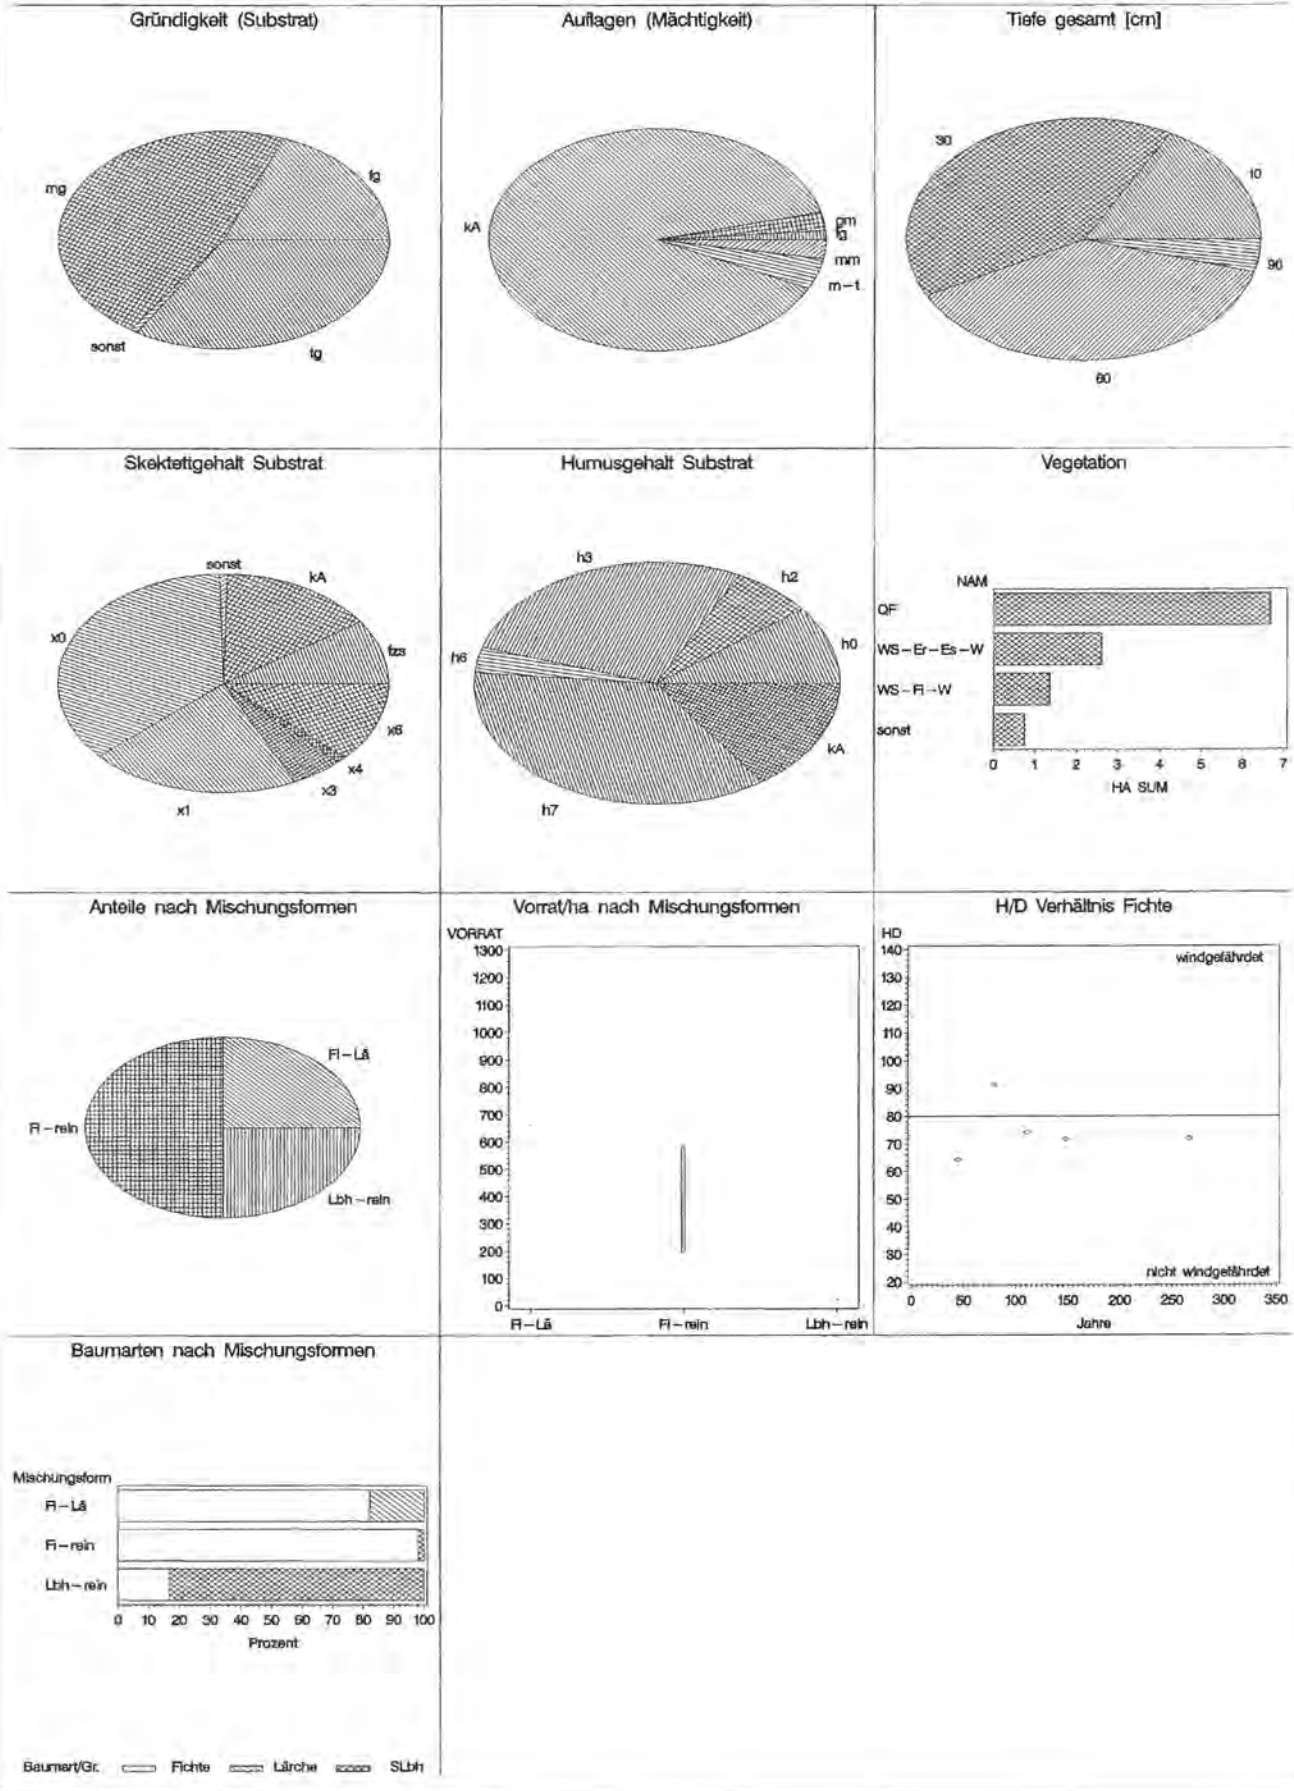 Gründigkeit (Substrat)
fg
mg
sonst
tg
Auflagen (Mächtigkeit)
kA
gm
mm
m-t
Tiefe gesamt [cm]
30
10
90
60
Skektettgehalt Substrat
sonst
kA
x0
fzs
x6
x4
x3
x1
Humusgehalt Substrat
h3
h2
h0
h6
kA
h7
Vegetation
NAM
QF
WS-Er-Es-W
WS-Fi-W
sonst
0 1 2 3 4 5 6 7
HA SUM
Anteile nach Mischungsformen
Fi-Lä
Fi-rein
Lbh-rein
Vorrat/ha nach Mischungsformen
VORRAT
1300
1200
1100
1000
900
800
700
600
500
400
300
200
100
0
Fi-Lä Fi-rein Lbh-rein
H/D Verhältnis Fichte
HD
140
windgefährdet
130
120
110
100
90
80
70
60
50
40
30
nicht windgefährdet
20
0 50 100 150 200 250 300 350
Jahre
Baumarten nach Mischungsformen
Mischungsform
Fi-Lä
Fi-rein
Lbh-rein
0 10 20 30 40 50 60 70 80 90 100
Prozent
Baumart/Gr. Fichte Lärche SLbh